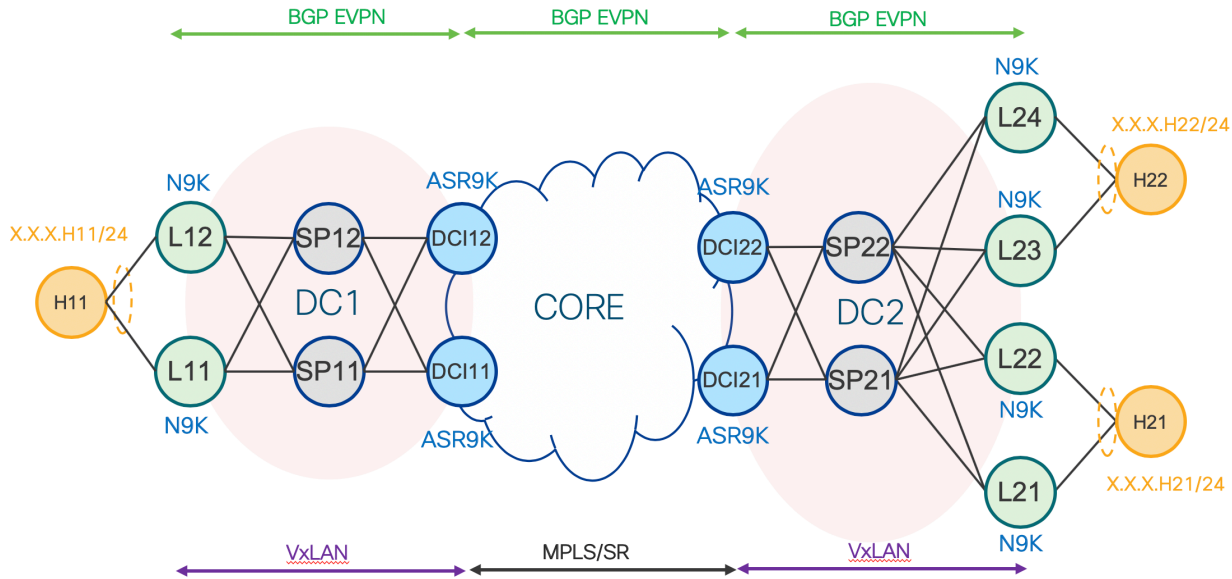 BGP EVPN
BGP EVPN
BGP EVPN
N9K
L24
X.X.X.H22/24
N9K
ASR9K
ASR9K
H22
X.X.X.H11/24
L12
SP12
DCI12
DCI22
SP22
N9K
L23
H11
DC1
CORE
DC2
L11
SP11
DCI11
DCI21
SP21
L22
N9K
N9K
ASR9K
ASR9K
H21
N9K
L21
X.X.X.H21/24
VxLAN
MPLS/SR
VxLAN